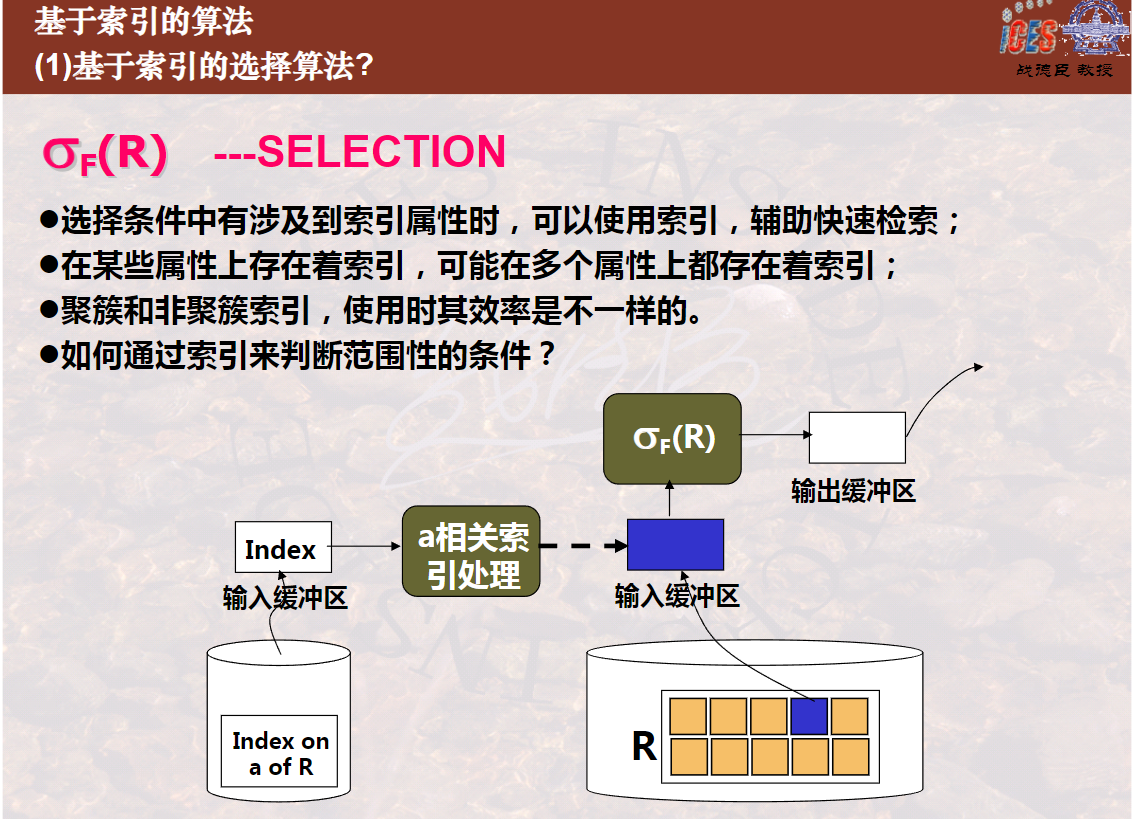 基于索引的算法
(1)基于索引的选择算法?
iCES
战德臣 教授
σF(R) ---SELECTION
●选择条件中有涉及到索引属性时，可以使用索引，辅助快速检索；
●在某些属性上存在着索引，可能在多个属性上都存在着索引；
●聚簇和非聚簇索引，使用时其效率是不一样的。
●如何通过索引来判断范围性的条件？
σF(R)
输出缓冲区
Index
输入缓冲区
a相关索
引处理
输入缓冲区
Index on
a of R
R